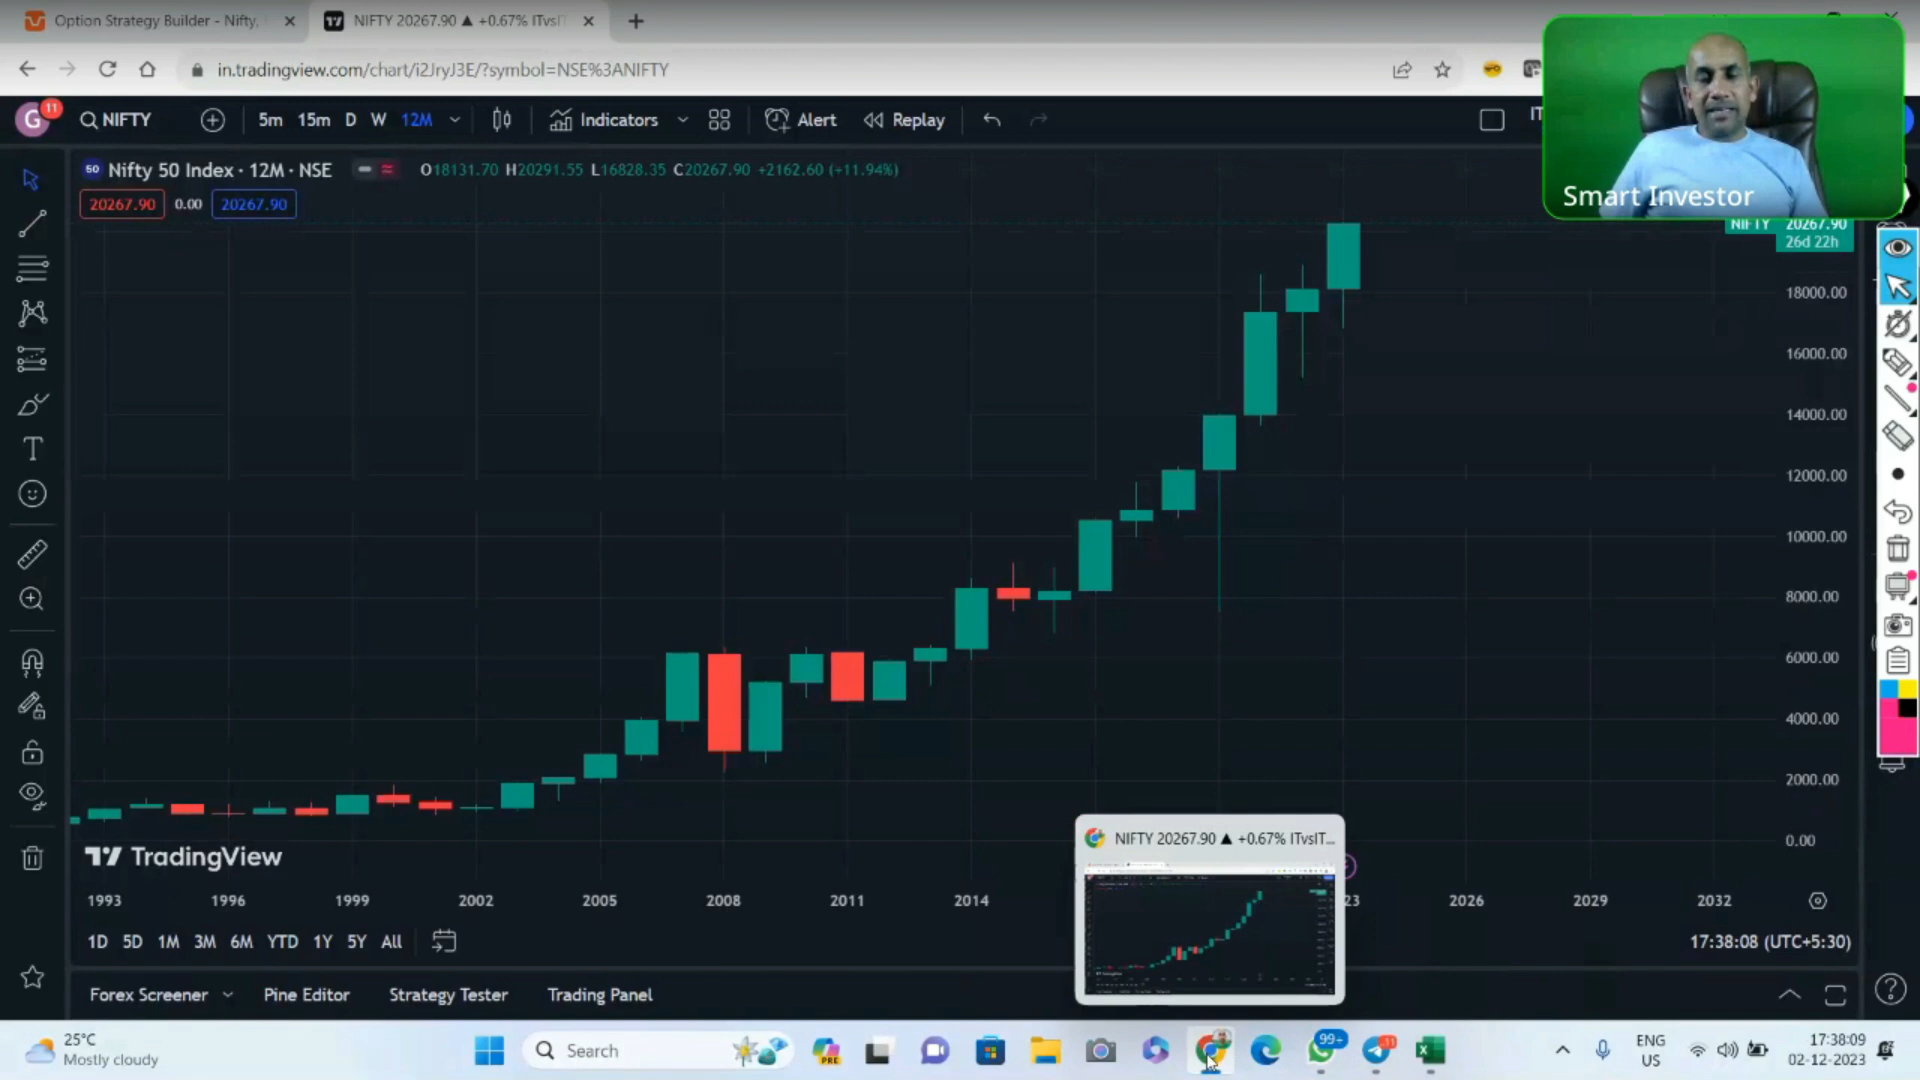 Option Strategy Builder - Nifty,
NIFTY 20267.90 ▲ +0.67% ITvsIT
in.tradingview.com/chart/i2JryJ3E/?symbol=NSE%3ANIFTY
G 11 NIFTY 5m 15m D W 12M Indicators Alert Replay IT
Smart Investor
50 Nifty 50 Index · 12M · NSE O18131.70 H20291.55 L16828.35 C20267.90 +2162.60 (+11.94%)
20267.90 0.00 20267.90
NIFTY 20267.90
26d 22h
18000.00
16000.00
14000.00
12000.00
10000.00
8000.00
6000.00
4000.00
2000.00
0.00
TradingView
NIFTY 20267.90 ▲ +0.67% ITvsIT...
1993 1996 1999 2002 2005 2008 2011 2014 23 2026 2029 2032
1D 5D 1M 3M 6M YTD 1Y 5Y All 17:38:08 (UTC+5:30)
Forex Screener Pine Editor Strategy Tester Trading Panel
25°C
Mostly cloudy
Search
PRE
99+
ENG
US
17:38:09
02-12-2023